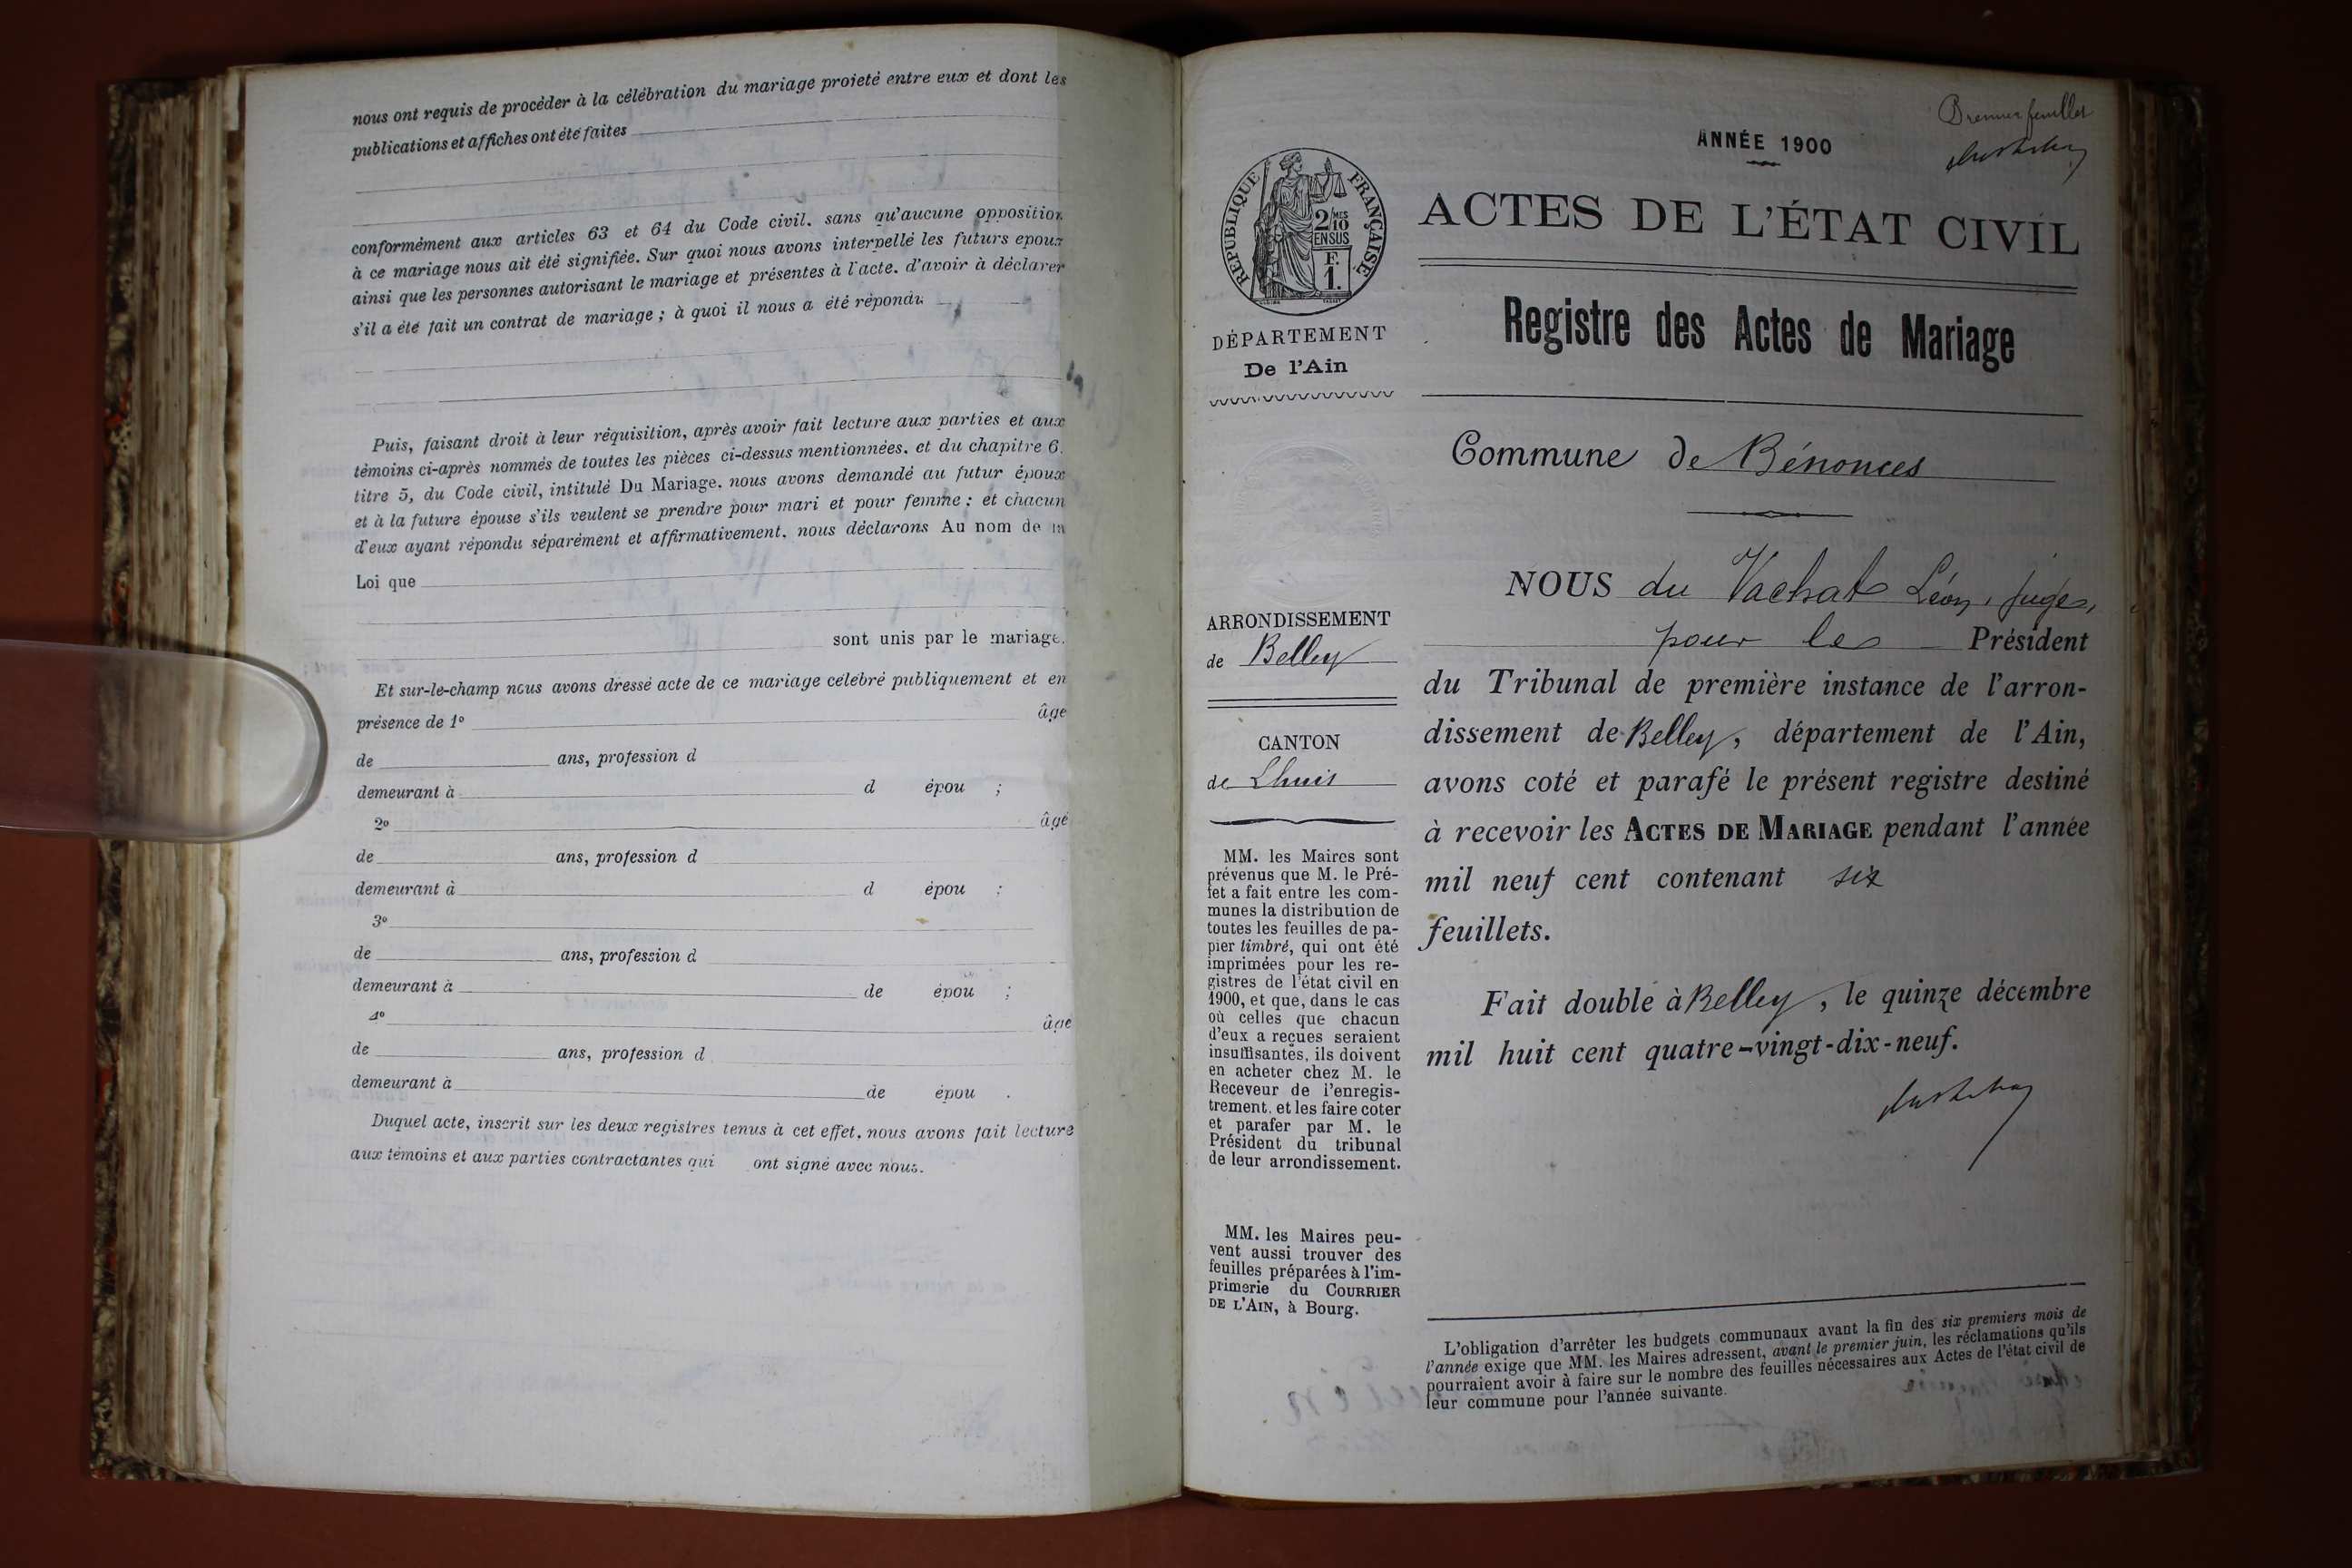 nous ont requis de procéder à la célébration du mariage projeté entre eux et dont les
publications et affiches ont été faites
conformément aux articles 63 et 64 du Code civil, sans qu'aucune opposition
à ce mariage nous ait été signifiée. Sur quoi nous avons interpellé les futurs époux
ainsi que les personnes autorisant le mariage et présentes à l'acte, d'avoir à déclarer
s'il a été fait un contrat de mariage ; à quoi il nous a été répondu
Puis, faisant droit à leur réquisition, après avoir fait lecture aux parties et aux
témoins ci-après nommés de toutes les pièces ci-dessus mentionnées, et du chapitre 6,
titre 5, du Code civil, intitulé Du Mariage, nous avons demandé au futur époux
et à la future épouse s'ils veulent se prendre pour mari et pour femme ; et chacun
d'eux ayant répondu séparément et affirmativement, nous déclarons Au nom de la
Loi que
sont unis par le mariage.
Et sur-le-champ nous avons dressé acte de ce mariage célébré publiquement et en
présence de 1º âge
de ans, profession d
demeurant à d épou ;
2º âgé
de ans, profession d
demeurant à d épou ;
3º
de ans, profession d
demeurant à de épou ;
4º âge
de ans, profession d
demeurant à de épou .
Duquel acte, inscrit sur les deux registres tenus à cet effet, nous avons fait lecture
aux témoins et aux parties contractantes qui ont signé avec nous.
Premier feuillet
ANNÉE 1900
RÉPUBLIQUE FRANÇAISE
2/10 MES
EN SUS
F.
1.
ACTES DE L'ÉTAT CIVIL
Registre des Actes de Mariage
DÉPARTEMENT
De l'Ain
ARRONDISSEMENT
de Belley
CANTON
de Lhuis
MM. les Maires sont
prévenus que M. le Pré-
fet a fait entre les com-
munes la distribution de
toutes les feuilles de pa-
pier timbré, qui ont été
imprimées pour les re-
gistres de l'état civil en
1900, et que, dans le cas
où celles que chacun
d'eux a reçues seraient
insuffisantes, ils doivent
en acheter chez M. le
Receveur de l'enregis-
trement, et les faire coter
et parafer par M. le
Président du tribunal
de leur arrondissement.
MM. les Maires peu-
vent aussi trouver des
feuilles préparées à l'im-
primerie du COURRIER
DE L'AIN, à Bourg.
Commune de Bénonces
NOUS du Vachat Léon, juge,
pour le Président
du Tribunal de première instance de l'arron-
dissement de Belley, département de l'Ain,
avons coté et parafé le présent registre destiné
à recevoir les ACTES DE MARIAGE pendant l'année
mil neuf cent contenant six
feuillets.
Fait double à Belley, le quinze décembre
mil huit cent quatre-vingt-dix-neuf.
L'obligation d'arrêter les budgets communaux avant la fin des six premiers mois de
l'année exige que MM. les Maires adressent, avant le premier juin, les réclamations qu'ils
pourraient avoir à faire sur le nombre des feuilles nécessaires aux Actes de l'état civil de
leur commune pour l'année suivante.